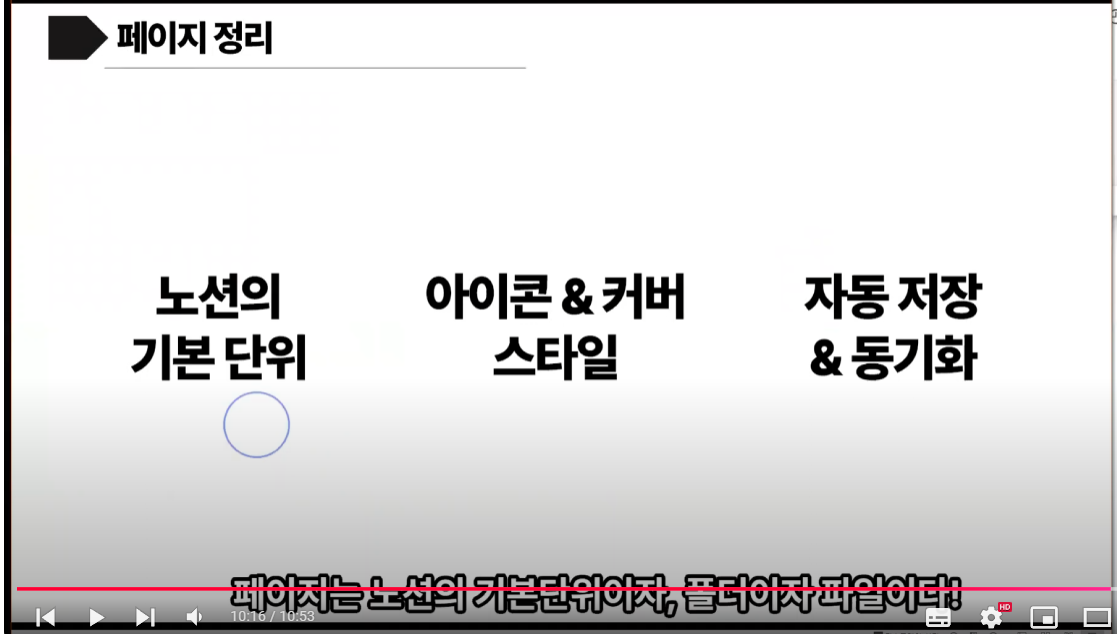 페이지 정리
노션의
기본 단위
아이콘 & 커버
스타일
자동 저장
& 동기화
페이지는 노션의 기본단위이자, 폴더이자 파일이다!
10:16 / 10:53
HD